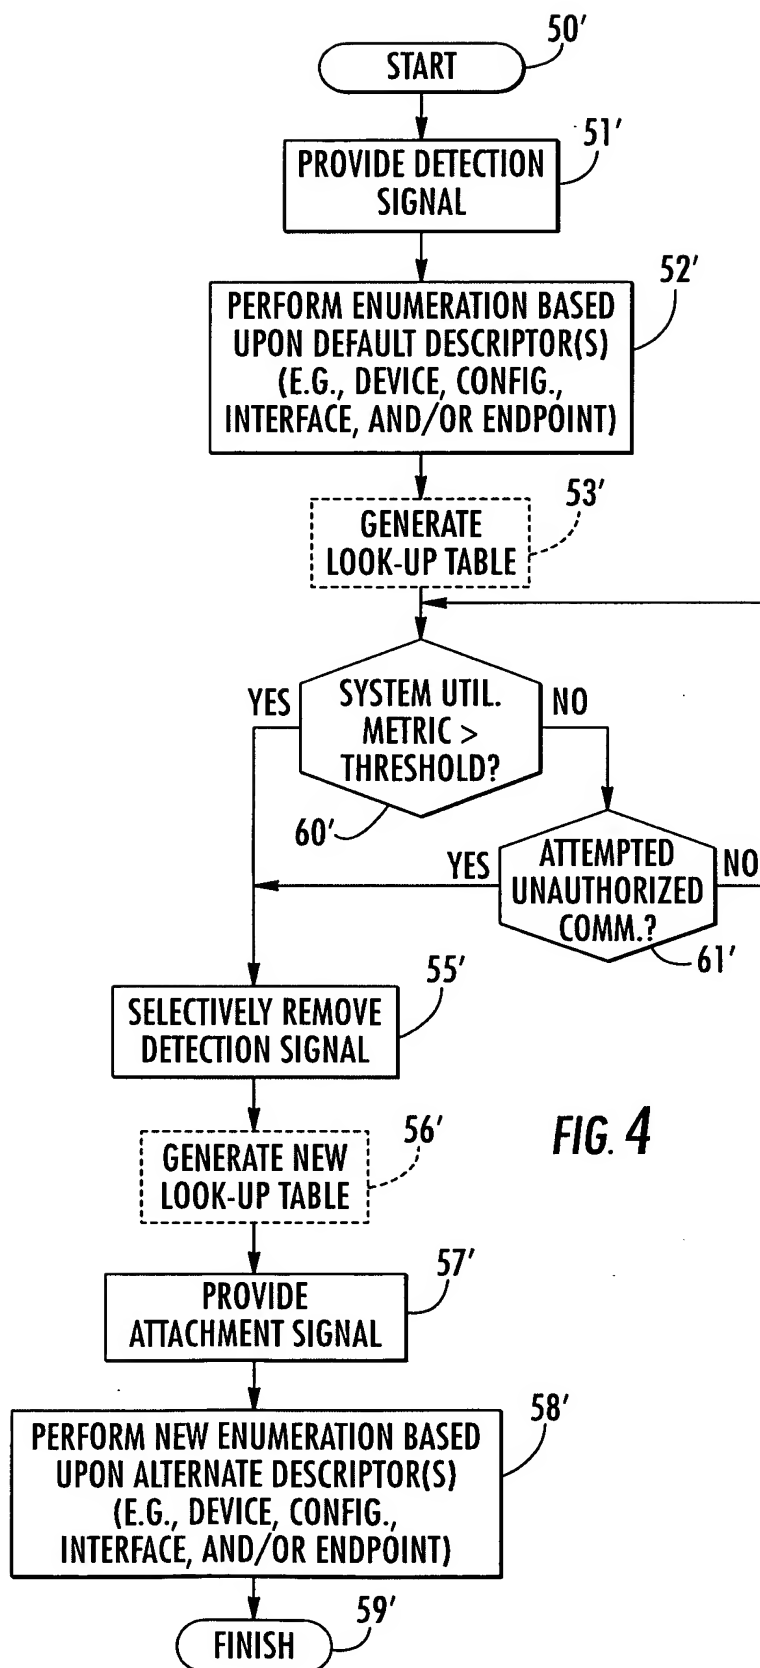 50'
START
51'
PROVIDE DETECTION
SIGNAL
52'
PERFORM ENUMERATION BASED
UPON DEFAULT DESCRIPTOR(S)
(E.G., DEVICE, CONFIG.,
INTERFACE, AND/OR ENDPOINT)
53'
GENERATE
LOOK-UP TABLE
YES
SYSTEM UTIL.
METRIC >
THRESHOLD?
NO
60'
YES
ATTEMPTED
UNAUTHORIZED
COMM.?
NO
61'
55'
SELECTIVELY REMOVE
DETECTION SIGNAL
56'
GENERATE NEW
LOOK-UP TABLE
FIG. 4
57'
PROVIDE
ATTACHMENT SIGNAL
58'
PERFORM NEW ENUMERATION BASED
UPON ALTERNATE DESCRIPTOR(S)
(E.G., DEVICE, CONFIG.,
INTERFACE, AND/OR ENDPOINT)
59'
FINISH